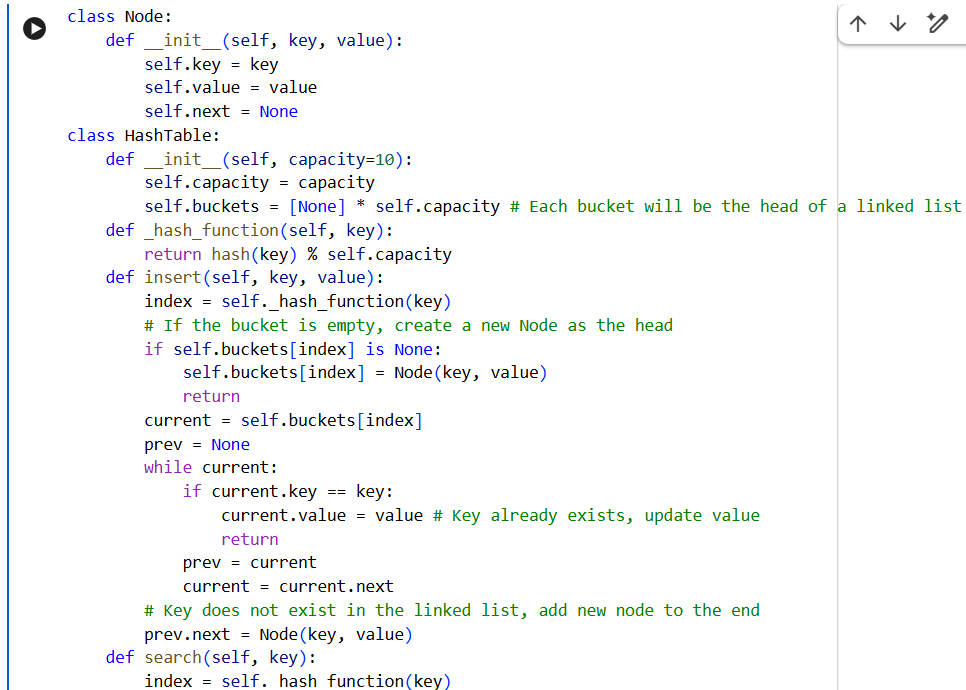 class Node:
    def __init__(self, key, value):
        self.key = key
        self.value = value
        self.next = None
class HashTable:
    def __init__(self, capacity=10):
        self.capacity = capacity
        self.buckets = [None] * self.capacity # Each bucket will be the head of a linked list
    def _hash_function(self, key):
        return hash(key) % self.capacity
    def insert(self, key, value):
        index = self._hash_function(key)
        # If the bucket is empty, create a new Node as the head
        if self.buckets[index] is None:
            self.buckets[index] = Node(key, value)
            return
        current = self.buckets[index]
        prev = None
        while current:
            if current.key == key:
                current.value = value # Key already exists, update value
                return
            prev = current
            current = current.next
        # Key does not exist in the linked list, add new node to the end
        prev.next = Node(key, value)
    def search(self, key):
        index = self._hash_function(key)